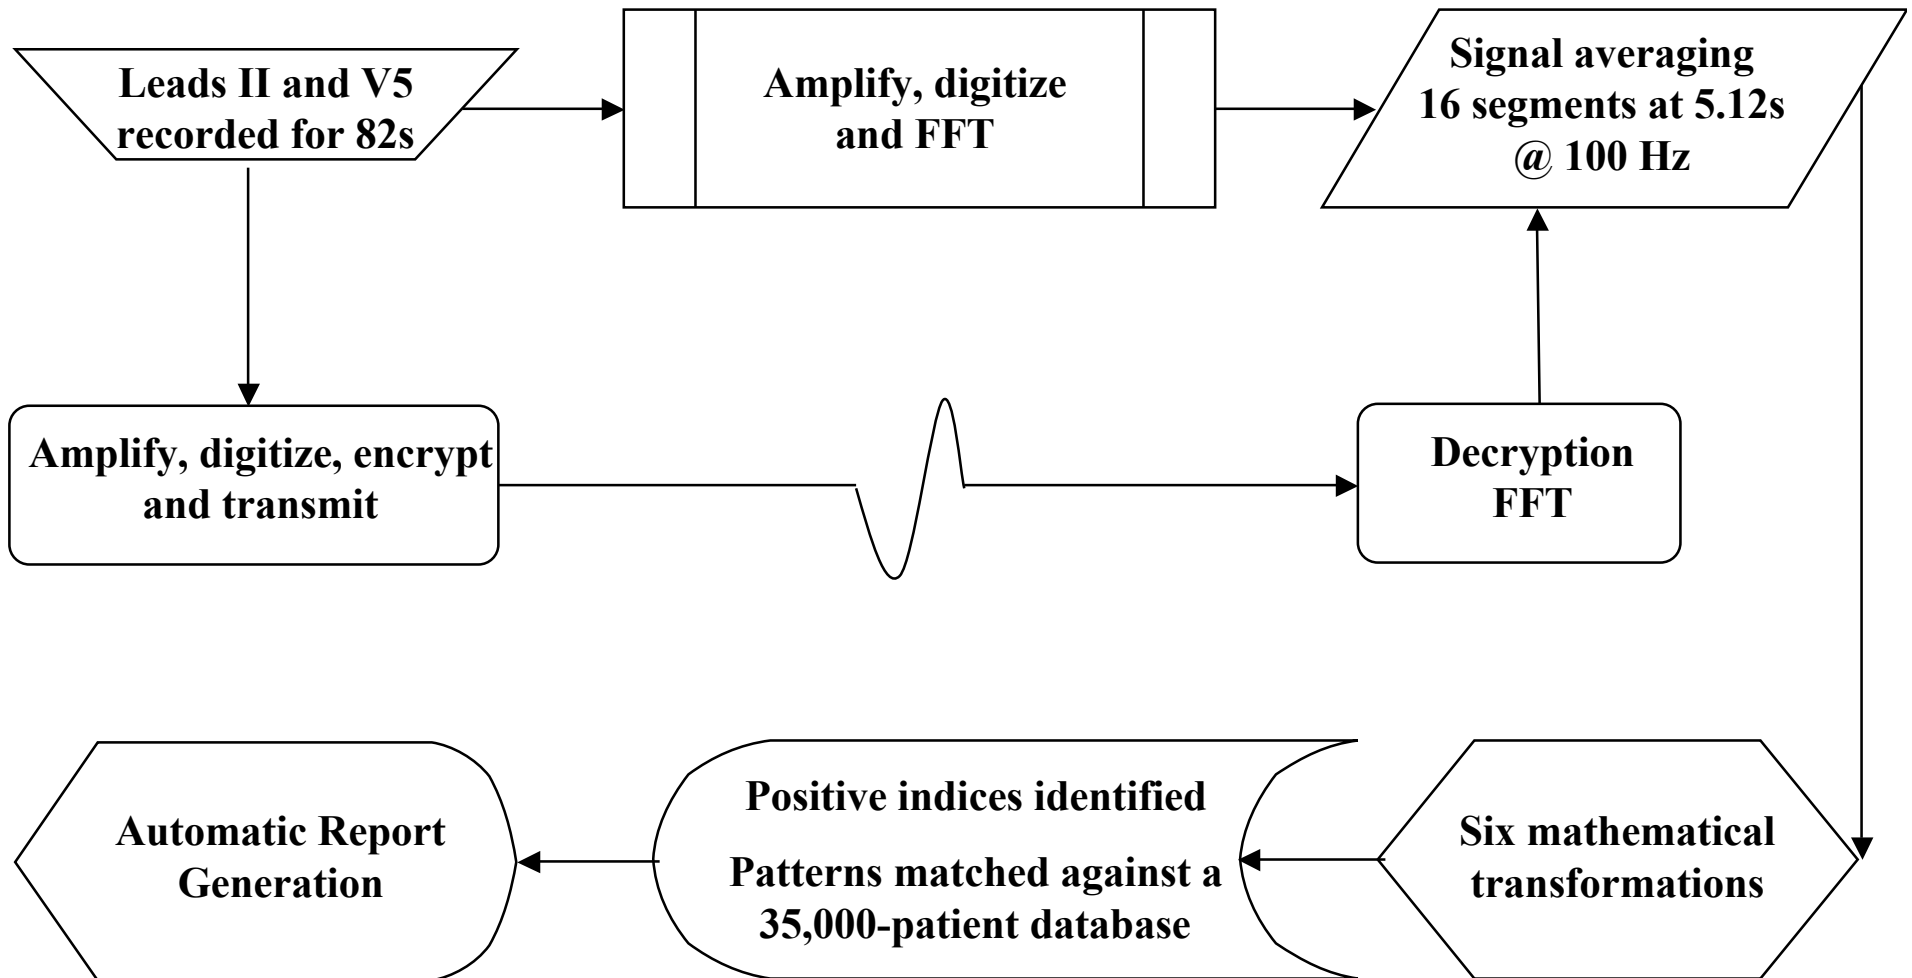 Leads II and V5
recorded for 82s
Amplify, digitize
and FFT
Signal averaging
16 segments at 5.12s
@ 100 Hz
Amplify, digitize, encrypt
and transmit
Decryption
FFT
Automatic Report
Generation
Positive indices identified
Patterns matched against a
35,000-patient database
Six mathematical
transformations